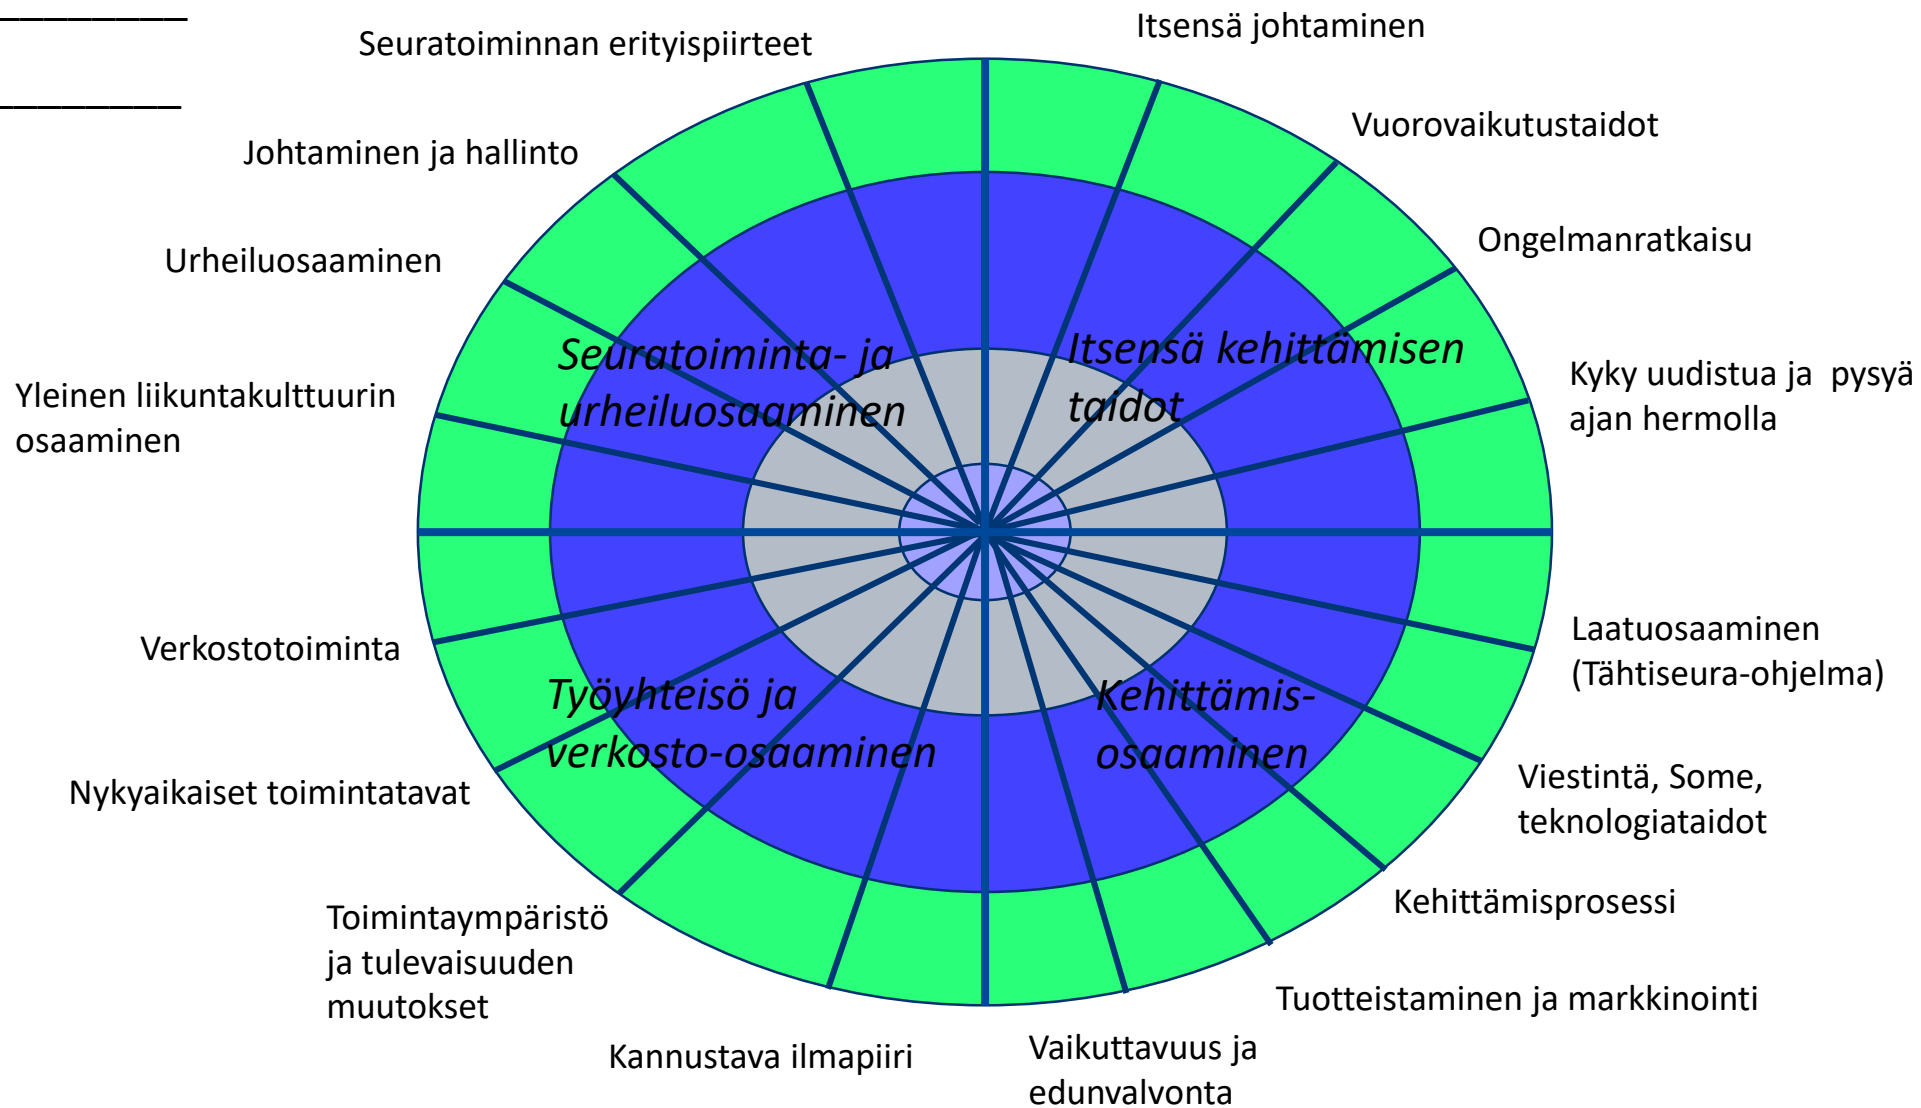 Itsensä johtaminen
Seuratoiminnan erityispiirteet
Vuorovaikutustaidot
Johtaminen ja hallinto
Ongelmanratkaisu
Urheiluosaaminen
Seuratoiminta- ja
urheiluosaaminen
Itsensä kehittämisen
taidot
Kyky uudistua ja  pysyä
ajan hermolla
Yleinen liikuntakulttuurin
osaaminen
Verkostotoiminta
Laatuosaaminen
(Tähtiseura-ohjelma)
Työyhteisö ja
verkosto-osaaminen
Kehittämis-
osaaminen
Nykyaikaiset toimintatavat
Viestintä, Some,
teknologiataidot
Kehittämisprosessi
Toimintaympäristö
ja tulevaisuuden
muutokset
Tuotteistaminen ja markkinointi
Kannustava ilmapiiri
Vaikuttavuus ja
edunvalvonta